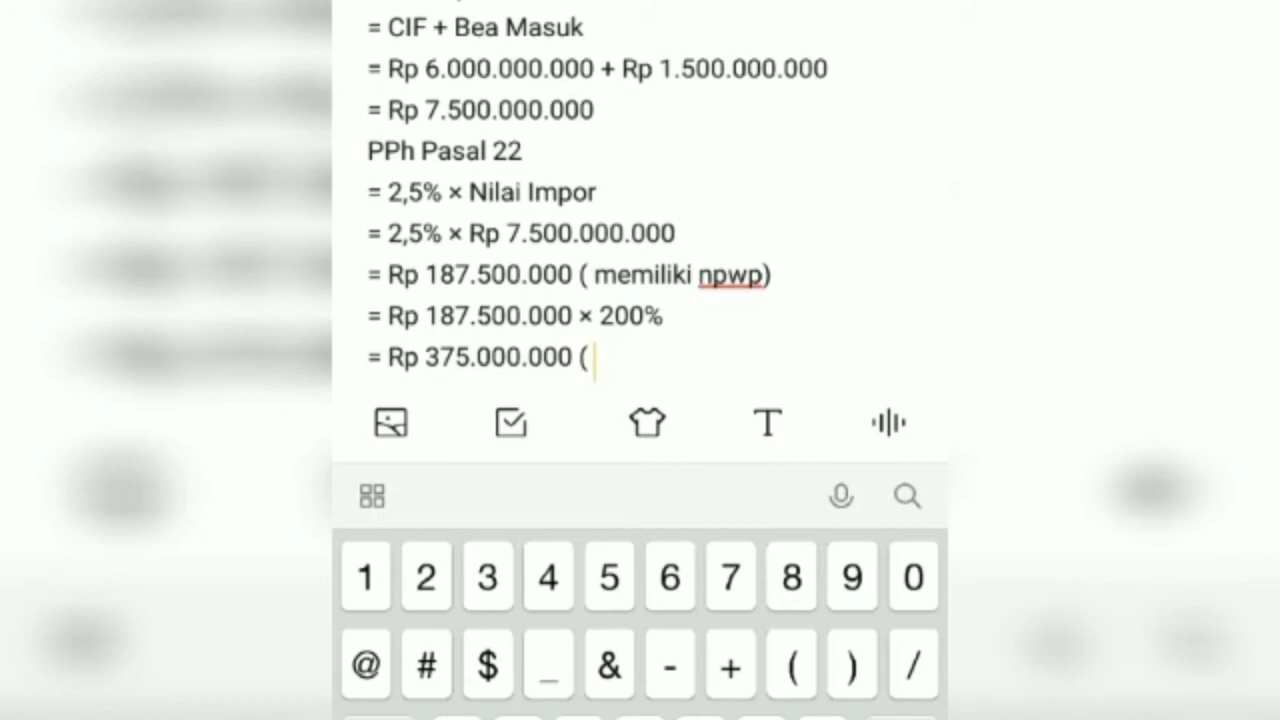 = CIF + Bea Masuk
= Rp 6.000.000.000 + Rp 1.500.000.000
= Rp 7.500.000.000
PPh Pasal 22
= 2,5% × Nilai Impor
= 2,5% × Rp 7.500.000.000
= Rp 187.500.000 ( memiliki npwp)
= Rp 187.500.000 × 200%
= Rp 375.000.000 (
T
1 2 3 4 5 6 7 8 9 0
@ # $ _ & - + ( ) /